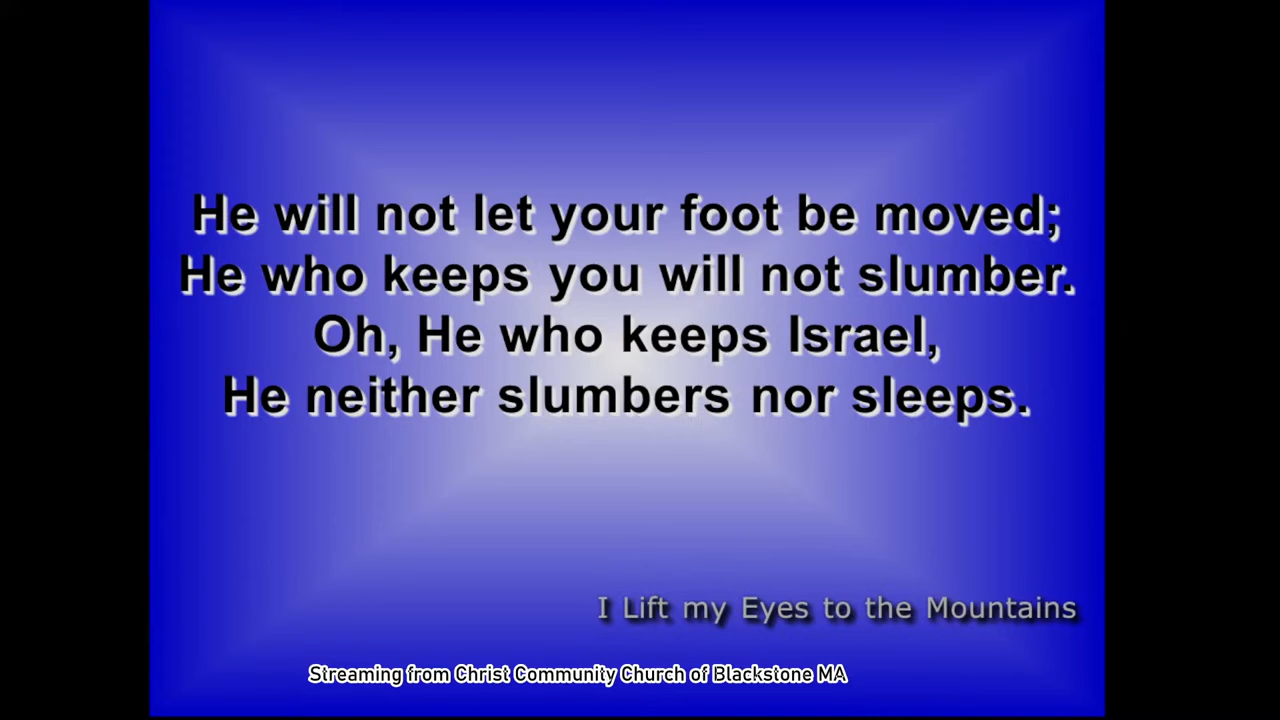 He will not let your foot be moved;
He who keeps you will not slumber.
Oh, He who keeps Israel,
He neither slumbers nor sleeps.
I Lift my Eyes to the Mountains
Streaming from Christ Community Church of Blackstone MA